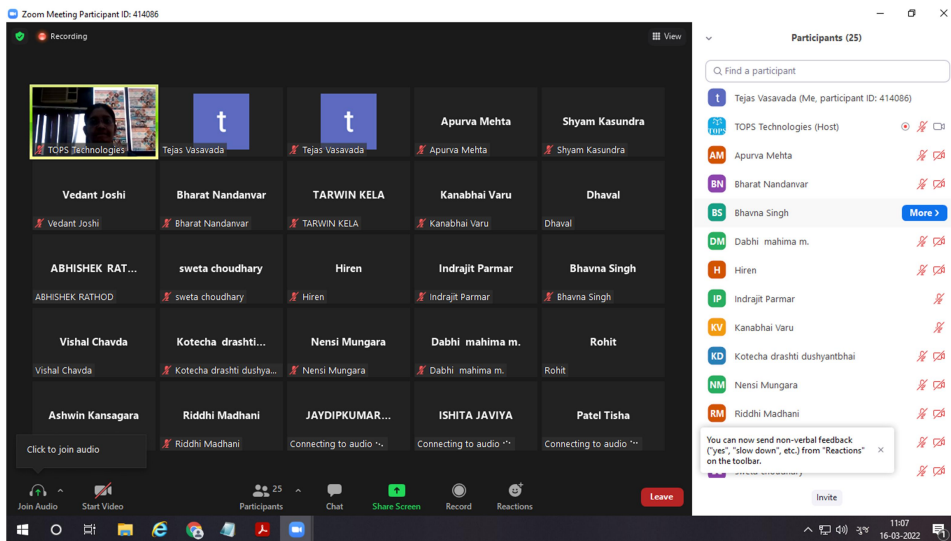 Zoom Meeting Participant ID: 414086
Recording
View
TOPS Technologies
t
Tejas Vasavada
t
Tejas Vasavada
Apurva Mehta
Apurva Mehta
Shyam Kasundra
Shyam Kasundra
Vedant Joshi
Vedant Joshi
Bharat Nandanvar
Bharat Nandanvar
TARWIN KELA
TARWIN KELA
Kanabhai Varu
Kanabhai Varu
Dhaval
Dhaval
ABHISHEK RAT...
ABHISHEK RATHOD
sweta choudhary
sweta choudhary
Hiren
Hiren
Indrajit Parmar
Indrajit Parmar
Bhavna Singh
Bhavna Singh
Vishal Chavda
Vishal Chavda
Kotecha drashti...
Kotecha drashti dushya...
Nensi Mungara
Nensi Mungara
Dabhi mahima m.
Dabhi mahima m.
Rohit
Rohit
Ashwin Kansagara
Riddhi Madhani
Riddhi Madhani
JAYDIPKUMAR...
Connecting to audio
ISHITA JAVIYA
Connecting to audio
Patel Tisha
Connecting to audio
Click to join audio
Join Audio
Start Video
25
Participants
Chat
Share Screen
Record
Reactions
Leave
Participants (25)
Find a participant
t Tejas Vasavada (Me, participant ID: 414086)
TOPS TOPS Technologies (Host)
AM Apurva Mehta
BN Bharat Nandanvar
BS Bhavna Singh More >
DM Dabhi mahima m.
H Hiren
IP Indrajit Parmar
KV Kanabhai Varu
KD Kotecha drashti dushyantbhai
NM Nensi Mungara
RM Riddhi Madhani
You can now send non-verbal feedback
("yes", "slow down", etc.) from "Reactions"
on the toolbar.
Invite
ગુજ
11:07
16-03-2022
1